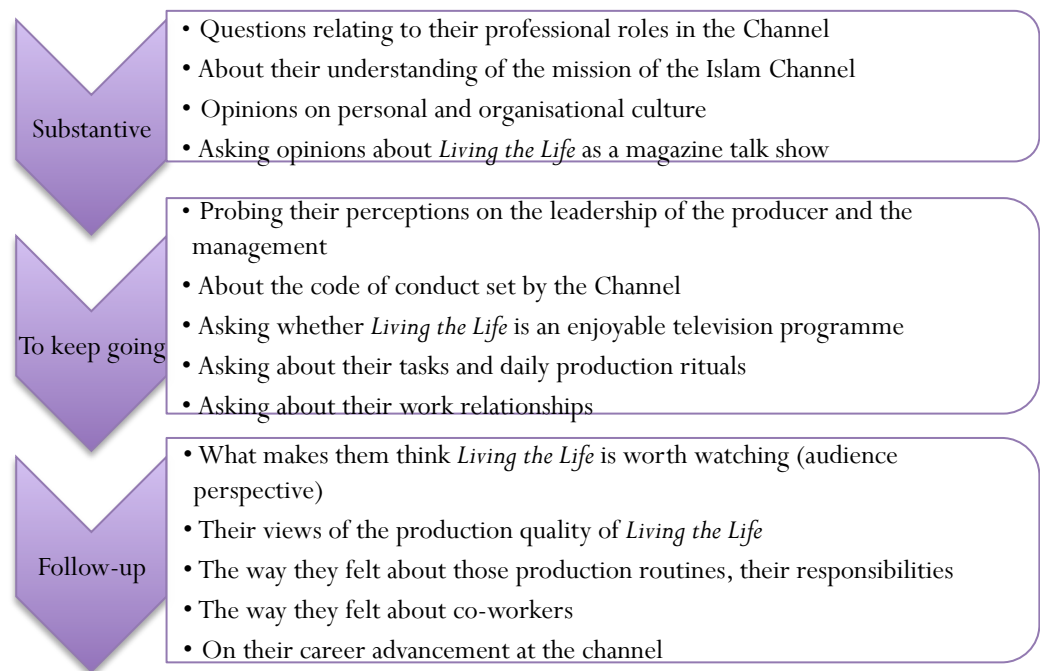 Substantive
• Questions relating to their professional roles in the Channel
• About their understanding of the mission of the Islam Channel
• Opinions on personal and organisational culture
• Asking opinions about Living the Life as a magazine talk show
To keep going
• Probing their perceptions on the leadership of the producer and the
management
• About the code of conduct set by the Channel
• Asking whether Living the Life is an enjoyable television programme
• Asking about their tasks and daily production rituals
• Asking about their work relationships
Follow-up
• What makes them think Living the Life is worth watching (audience
perspective)
• Their views of the production quality of Living the Life
• The way they felt about those production routines, their responsibilities
• The way they felt about co-workers
• On their career advancement at the channel